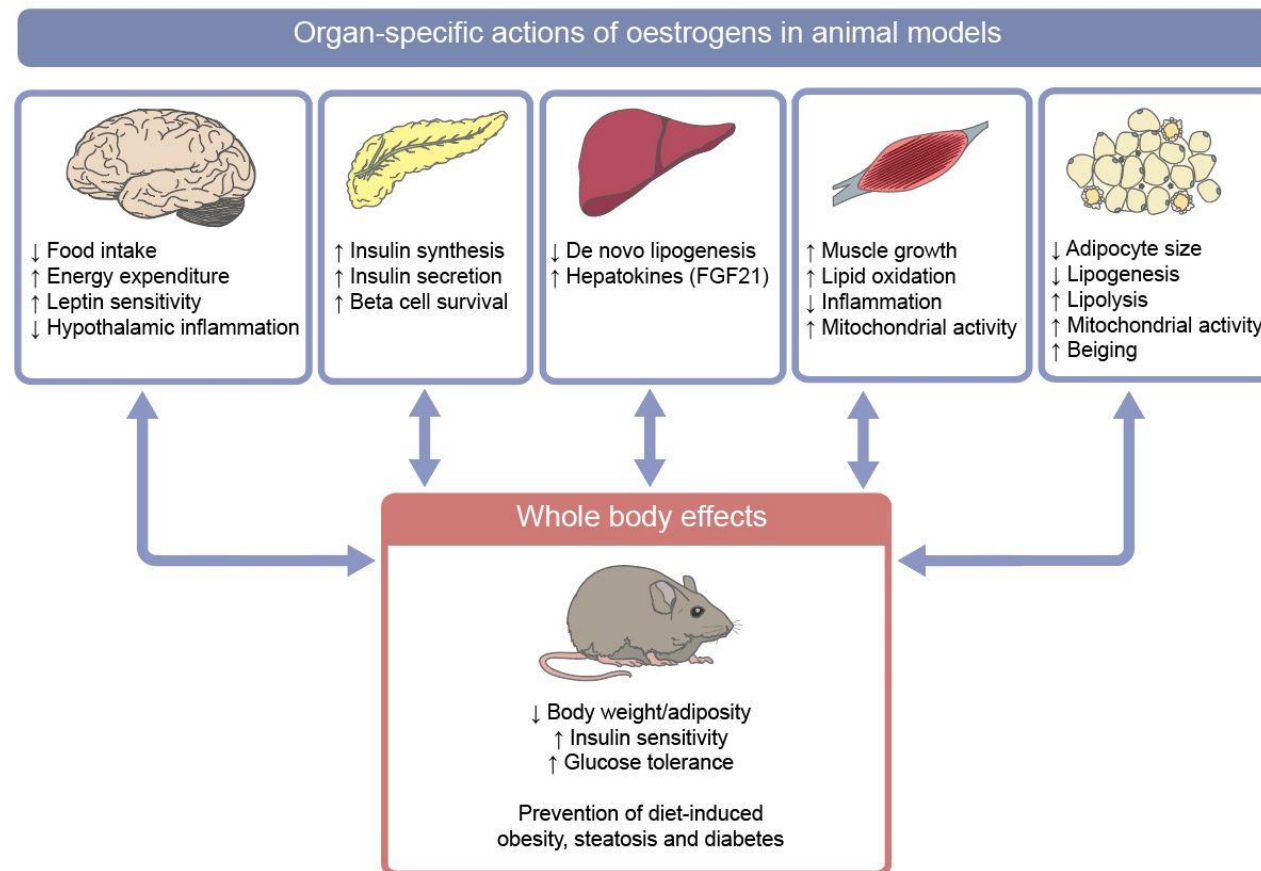 Organ-specific actions of oestrogens in animal models
↓ Food intake
↑ Energy expenditure
↑ Leptin sensitivity
↓ Hypothalamic inflammation
↑ Insulin synthesis
↑ Insulin secretion
↑ Beta cell survival
↓ De novo lipogenesis
↑ Hepatokines (FGF21)
↑ Muscle growth
↑ Lipid oxidation
↓ Inflammation
↑ Mitochondrial activity
↓ Adipocyte size
↓ Lipogenesis
↑ Lipolysis
↑ Mitochondrial activity
↑ Beiging
Whole body effects
↓ Body weight/adiposity
↑ Insulin sensitivity
↑ Glucose tolerance
Prevention of diet-induced
obesity, steatosis and diabetes